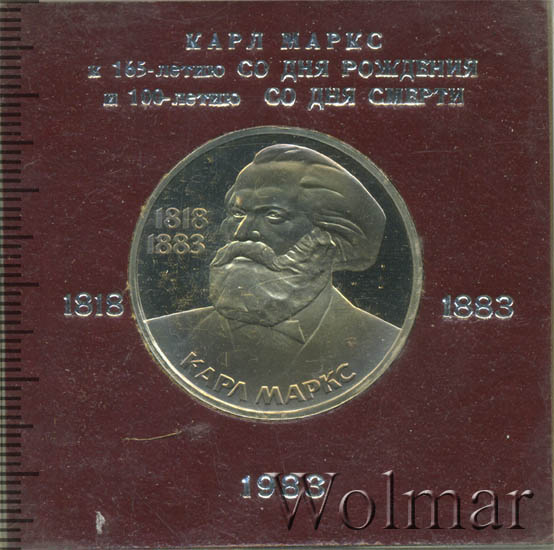 КАРЛ МАРКС
к 165-летию СО ДНЯ РОЖДЕНИЯ
и 100-летию СО ДНЯ СМЕРТИ
1818
1883
1818
1883
КАРЛ МАРКС
1983
Wolmar